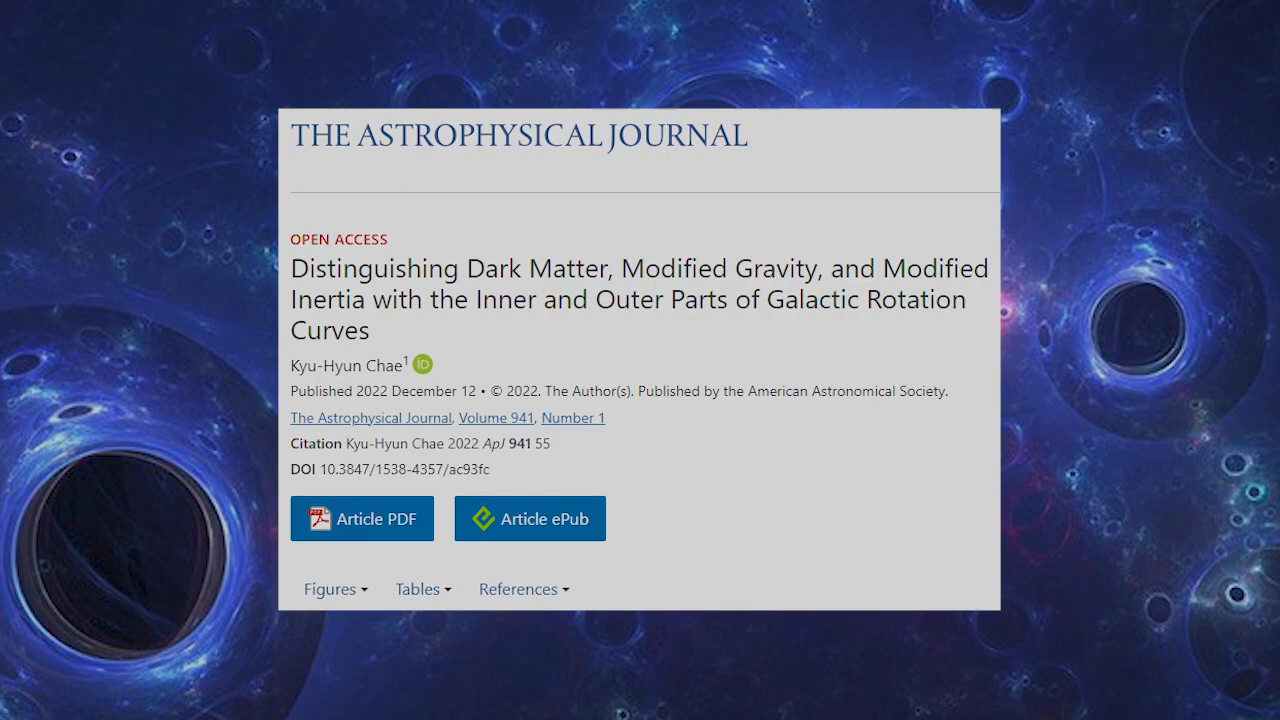 THE ASTROPHYSICAL JOURNAL
OPEN ACCESS
Distinguishing Dark Matter, Modified Gravity, and Modified
Inertia with the Inner and Outer Parts of Galactic Rotation
Curves
Kyu-Hyun Chae1 iD
Published 2022 December 12 • © 2022. The Author(s). Published by the American Astronomical Society.
The Astrophysical Journal, Volume 941, Number 1
Citation Kyu-Hyun Chae 2022 ApJ 941 55
DOI 10.3847/1538-4357/ac93fc
PDF Article PDF Article ePub
Figures Tables References